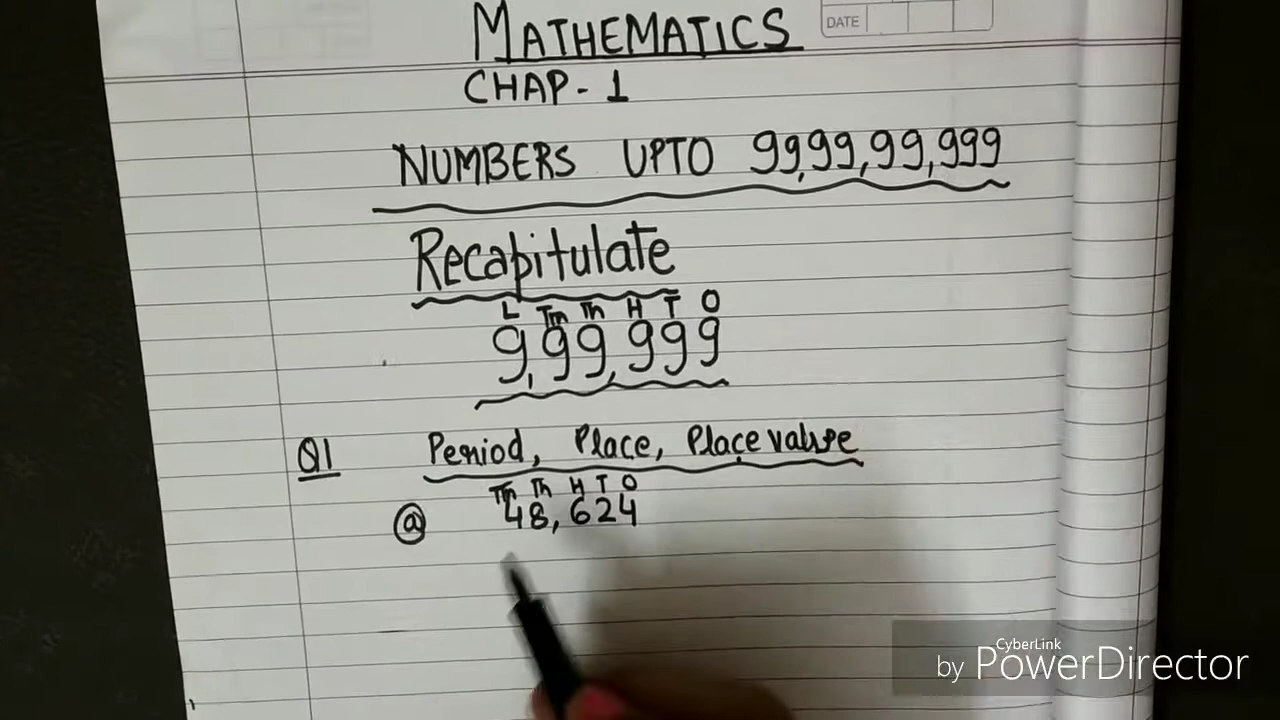 MATHEMATICS
DATE
CHAP - 1
NUMBERS UPTO 99,99,99,999
Recapitulate
L Tth Th H T O
9,99,999
Q1 Period, Place, Place value
Tth Th H T O
ⓐ 48,624
CyberLink
by PowerDirector